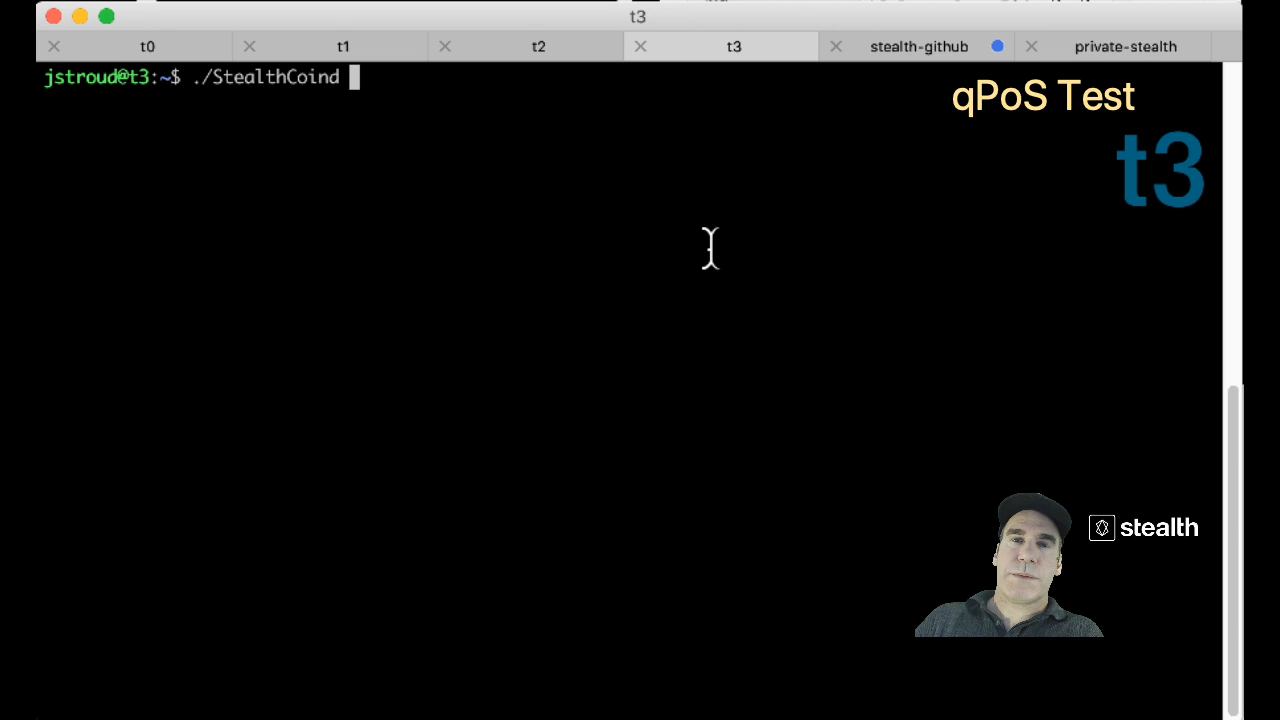 t3
t0 t1 t2 t3 stealth-github private-stealth
jstroud@t3:~$ ./StealthCoind
qPoS Test
t3
stealth